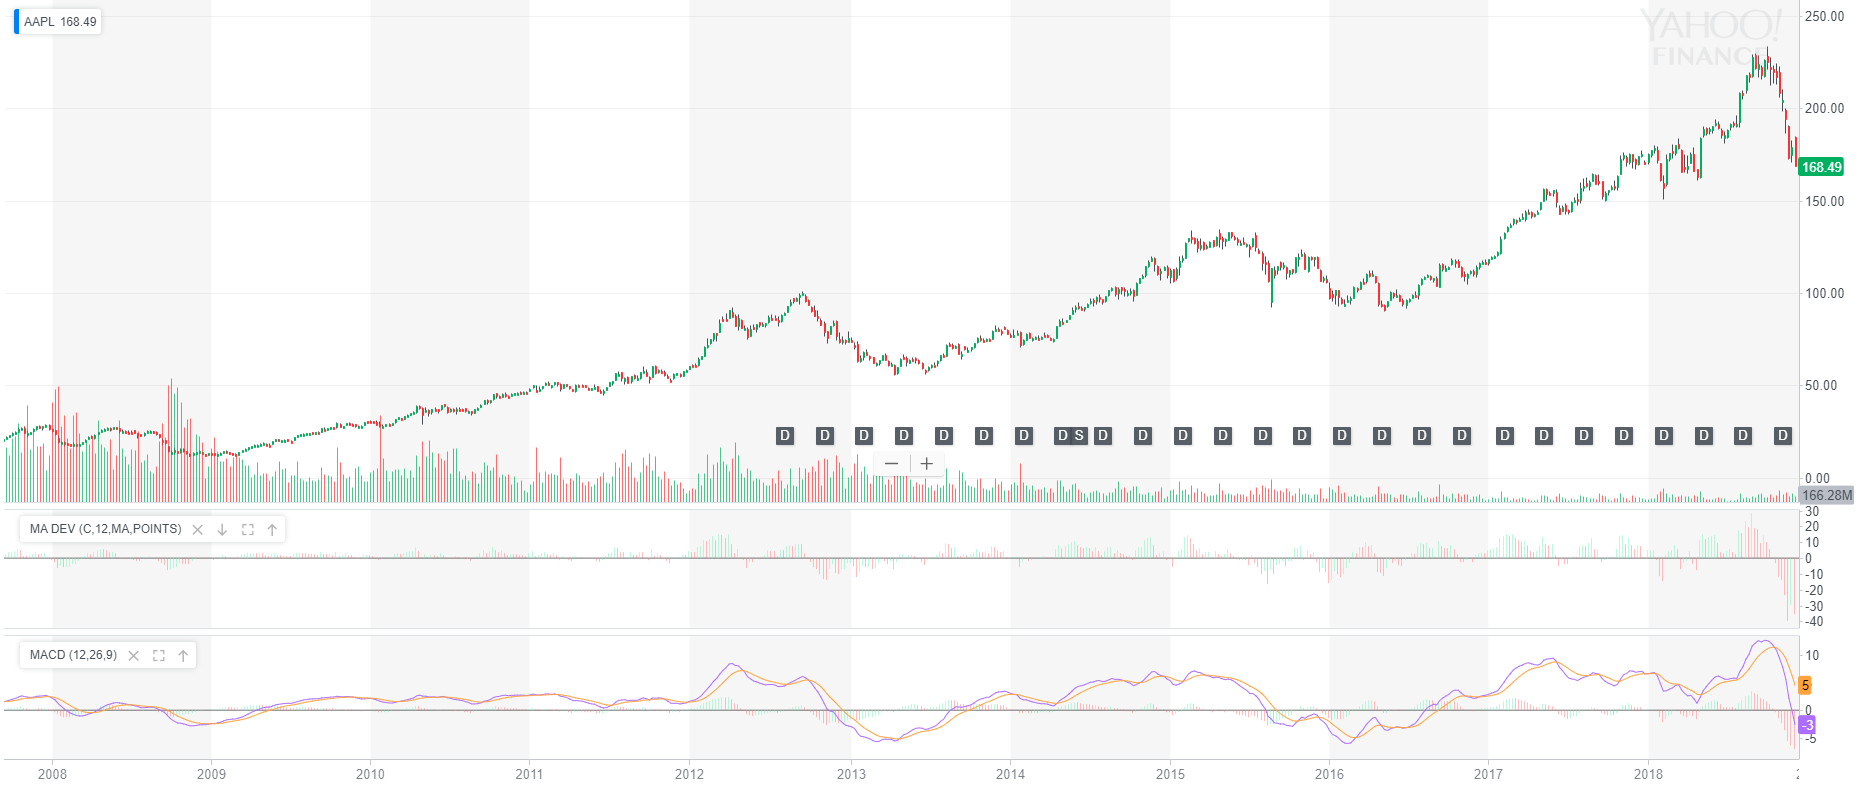 AAPL 168.49
YAHOO!
FINANCE
250.00
200.00
168.49
150.00
100.00
50.00
D D D D D D D D S D D D D D D D D D D D D D D D D D D
0.00
166.28M
MA DEV (C,12,MA,POINTS)
30
20
10
0
-10
-20
-30
-40
MACD (12,26,9)
10
5
0
-3
-5
2008 2009 2010 2011 2012 2013 2014 2015 2016 2017 2018